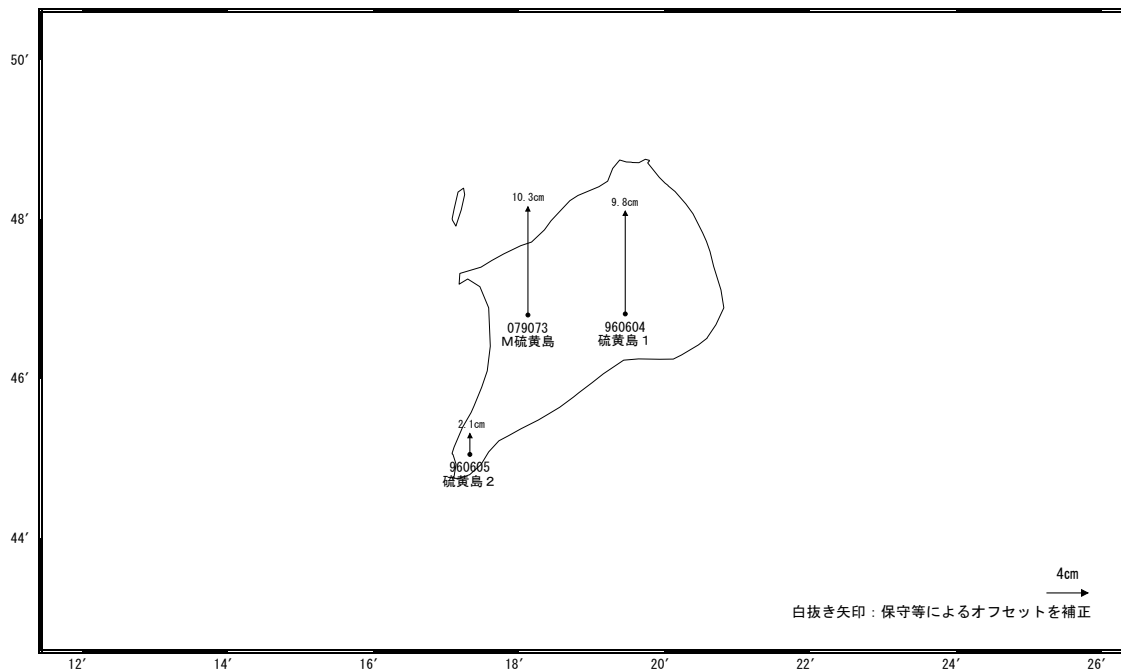 50′
48′
10.3cm
9.8cm
079073
M硫黄島
960604
硫黄島１
46′
2.1cm
960605
硫黄島２
44′
4cm
白抜き矢印：保守等によるオフセットを補正
12′
14′
16′
18′
20′
22′
24′
26′